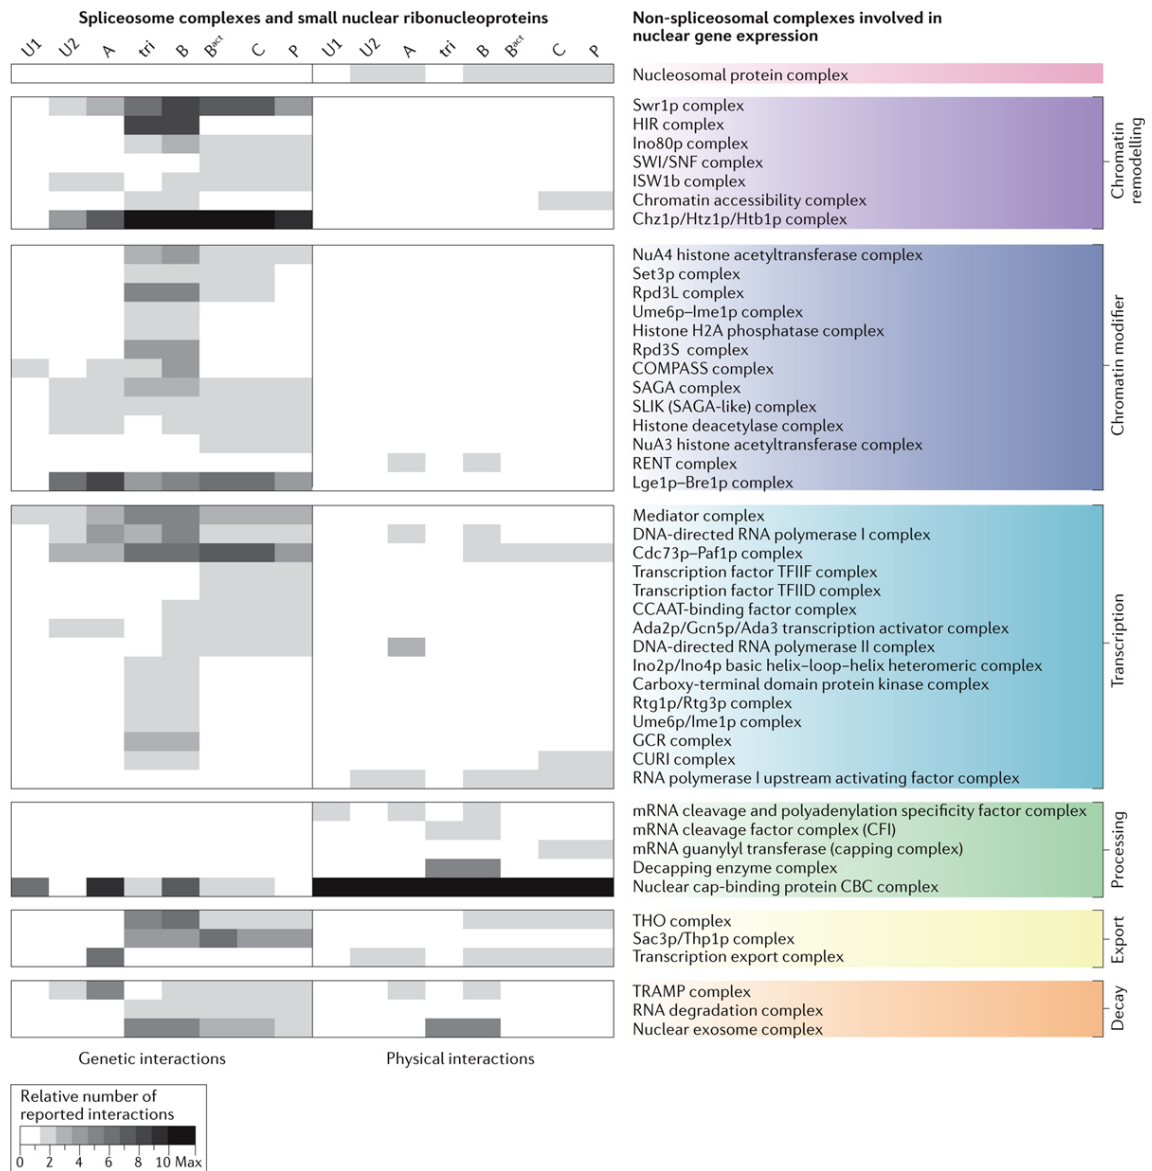 Spliceosome complexes and small nuclear ribonucleoproteins
Non-spliceosomal complexes involved in
nuclear gene expression
U1 U2 A tri B Bact C P U1 U2 A tri B Bact C P
Nucleosomal protein complex
Swr1p complex
HIR complex
Ino80p complex
SWI/SNF complex
ISW1b complex
Chromatin accessibility complex
Chz1p/Htz1p/Htb1p complex
Chromatin
remodelling
NuA4 histone acetyltransferase complex
Set3p complex
Rpd3L complex
Ume6p–Ime1p complex
Histone H2A phosphatase complex
Rpd3S complex
COMPASS complex
SAGA complex
SLIK (SAGA-like) complex
Histone deacetylase complex
NuA3 histone acetyltransferase complex
RENT complex
Lge1p–Bre1p complex
Chromatin modifier
Mediator complex
DNA-directed RNA polymerase I complex
Cdc73p–Paf1p complex
Transcription factor TFIIF complex
Transcription factor TFIID complex
CCAAT-binding factor complex
Ada2p/Gcn5p/Ada3 transcription activator complex
DNA-directed RNA polymerase II complex
Ino2p/Ino4p basic helix–loop–helix heteromeric complex
Carboxy-terminal domain protein kinase complex
Rtg1p/Rtg3p complex
Ume6p/Ime1p complex
GCR complex
CURI complex
RNA polymerase I upstream activating factor complex
Transcription
mRNA cleavage and polyadenylation specificity factor complex
mRNA cleavage factor complex (CFI)
mRNA guanylyl transferase (capping complex)
Decapping enzyme complex
Nuclear cap-binding protein CBC complex
Processing
THO complex
Sac3p/Thp1p complex
Transcription export complex
Export
TRAMP complex
RNA degradation complex
Nuclear exosome complex
Decay
Genetic interactions
Physical interactions
Relative number of
reported interactions
0 2 4 6 8 10 Max